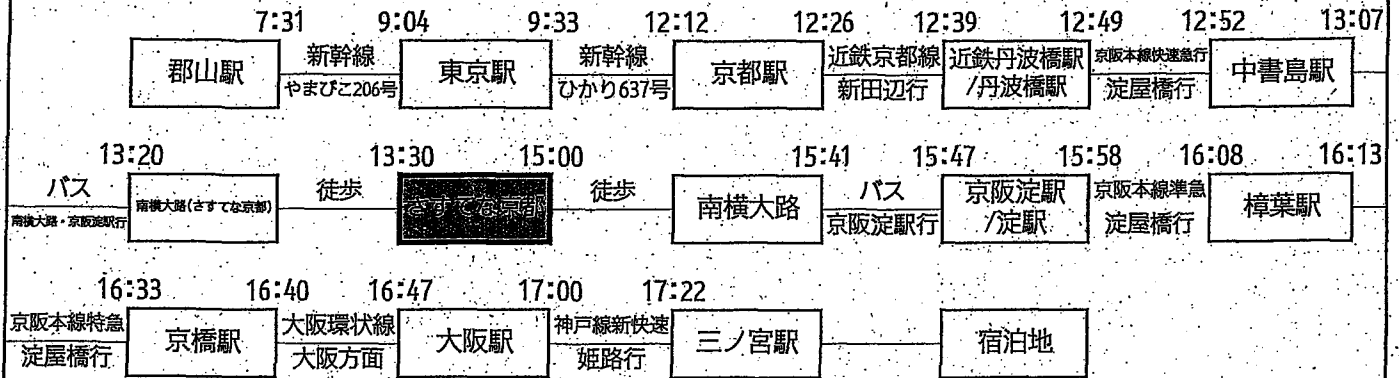 7:31 9:04 9:33 12:12 12:26 12:39 12:49 12:52 13:07
郡山駅 新幹線 東京駅 新幹線 京都駅 近鉄京都線 近鉄丹波橋駅 京阪本線快速急行 中書島駅
やまびこ206号 ひかり637号 新田辺行 /丹波橋駅 淀屋橋行
13:20 13:30 15:00 15:41 15:47 15:58 16:08 16:13
バス 南横大路(さすてな京都) 徒歩 さすてな京都 徒歩 南横大路 バス 京阪淀駅 京阪本線準急 樟葉駅
南横大路・京阪淀駅行 京阪淀駅行 /淀駅 淀屋橋行
16:33 16:40 16:47 17:00 17:22
京阪本線特急 京橋駅 大阪環状線 大阪駅 神戸線新快速 三ノ宮駅 宿泊地
淀屋橋行 大阪方面 姫路行